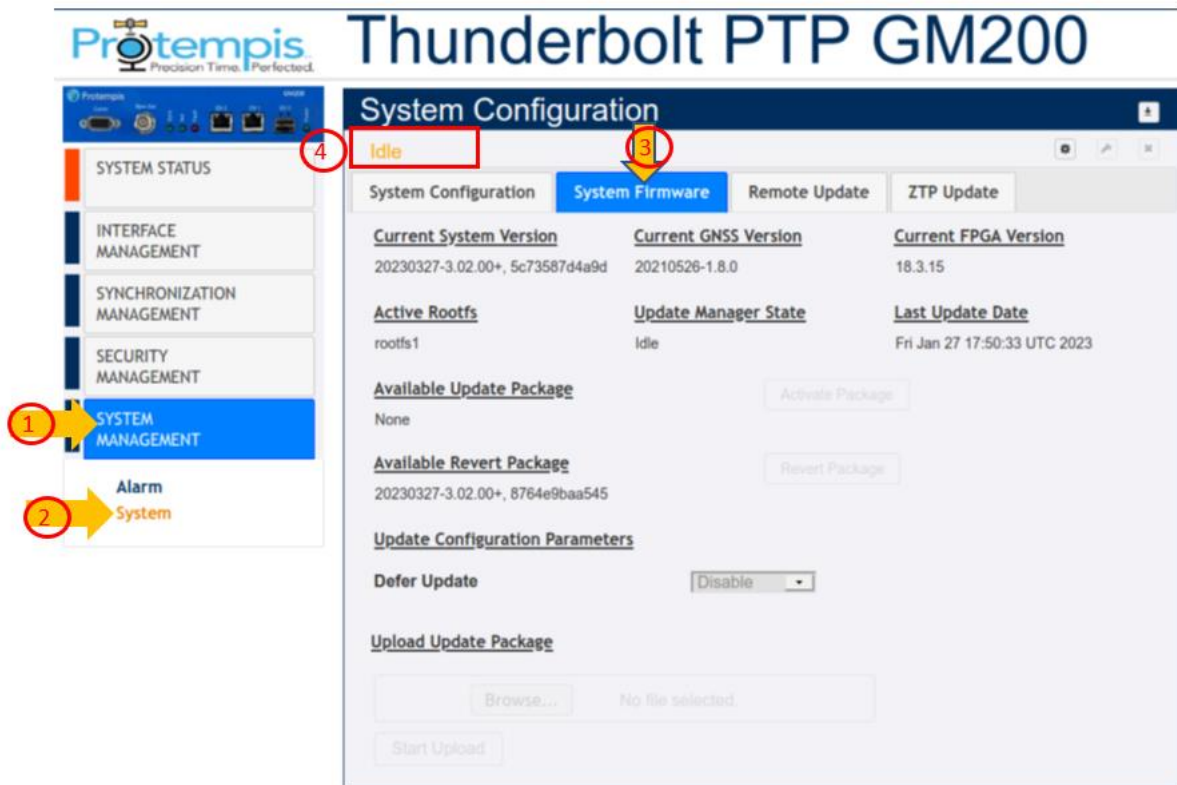 Protempis
Precision Time. Perfected.
Thunderbolt PTP GM200
Protempis
GM200
System Configuration
4
Idle
3
System Configuration
System Firmware
Remote Update
ZTP Update
SYSTEM STATUS
INTERFACE
MANAGEMENT
SYNCHRONIZATION
MANAGEMENT
SECURITY
MANAGEMENT
1
SYSTEM
MANAGEMENT
Alarm
2
System
Current System Version
Current GNSS Version
Current FPGA Version
20230327-3.02.00+, 5c73587d4a9d
20210526-1.8.0
18.3.15
Active Rootfs
Update Manager State
Last Update Date
rootfs1
Idle
Fri Jan 27 17:50:33 UTC 2023
Available Update Package
Activate Package
None
Available Revert Package
Revert Package
20230327-3.02.00+, 8764e9baa545
Update Configuration Parameters
Defer Update
Disable
Upload Update Package
Browse...
No file selected.
Start Upload